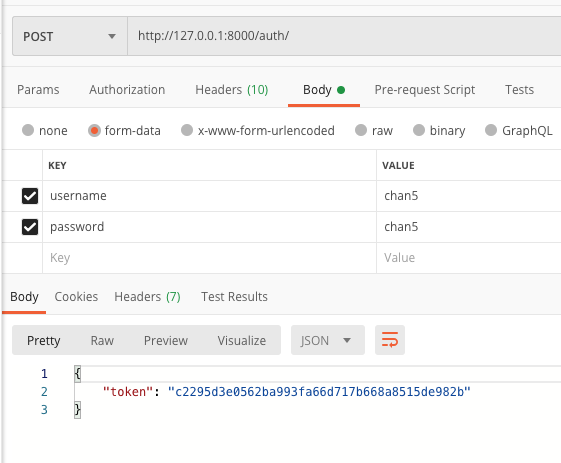 POST http://127.0.0.1:8000/auth/
Params Authorization Headers (10) Body Pre-request Script Tests
none form-data x-www-form-urlencoded raw binary GraphQL
KEY VALUE
username chan5
password chan5
Key Value
Body Cookies Headers (7) Test Results
Pretty Raw Preview Visualize JSON
1 {
2 "token": "c2295d3e0562ba993fa66d717b668a8515de982b"
3 }